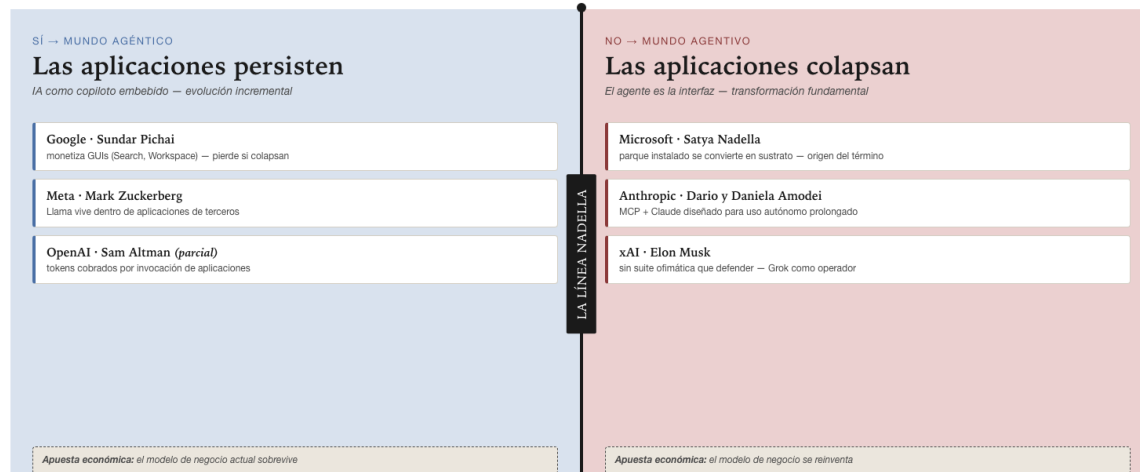 SÍ → MUNDO AGÉNTICO
Las aplicaciones persisten
IA como copiloto embebido — evolución incremental
Google · Sundar Pichai
monetiza GUIs (Search, Workspace) — pierde si colapsan
Meta · Mark Zuckerberg
Llama vive dentro de aplicaciones de terceros
OpenAI · Sam Altman (parcial)
tokens cobrados por invocación de aplicaciones
Apuesta económica: el modelo de negocio actual sobrevive
LA LÍNEA NADELLA
NO → MUNDO AGENTIVO
Las aplicaciones colapsan
El agente es la interfaz — transformación fundamental
Microsoft · Satya Nadella
parque instalado se convierte en sustrato — origen del término
Anthropic · Dario y Daniela Amodei
MCP + Claude diseñado para uso autónomo prolongado
xAI · Elon Musk
sin suite ofimática que defender — Grok como operador
Apuesta económica: el modelo de negocio se reinventa